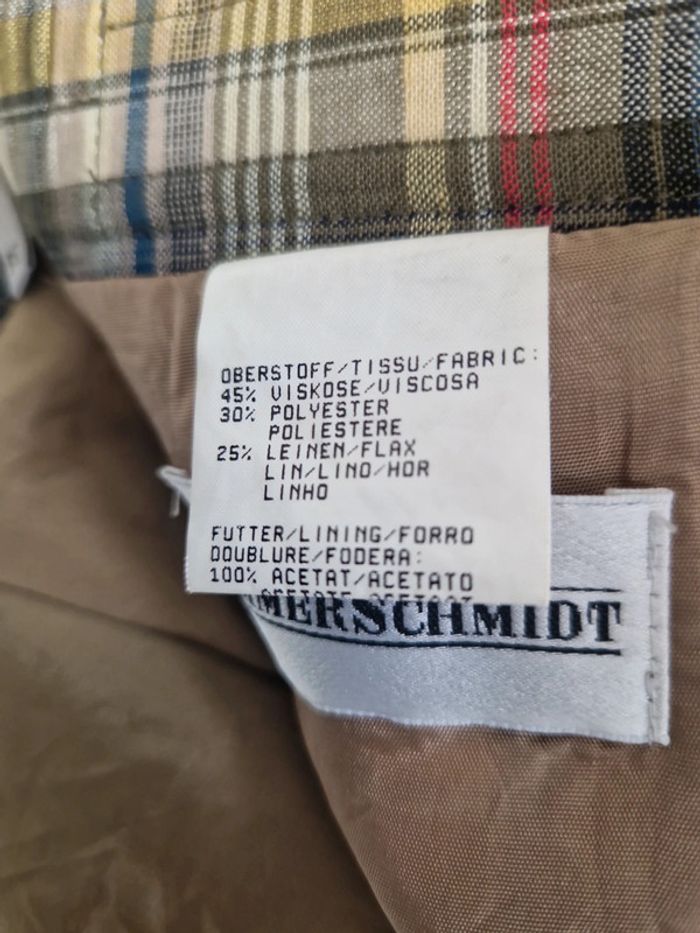 OBERSTOFF/TISSU/FABRIC:
45% VISKOSE/VISCOSA
30% POLYESTER
POLIESTERE
25% LEINEN/FLAX
LIN/LINO/HOR
LINHO
FUTTER/LINING/FORRO
DOUBLURE/FODERA:
100% ACETAT/ACETATO
MERSCHMIDT